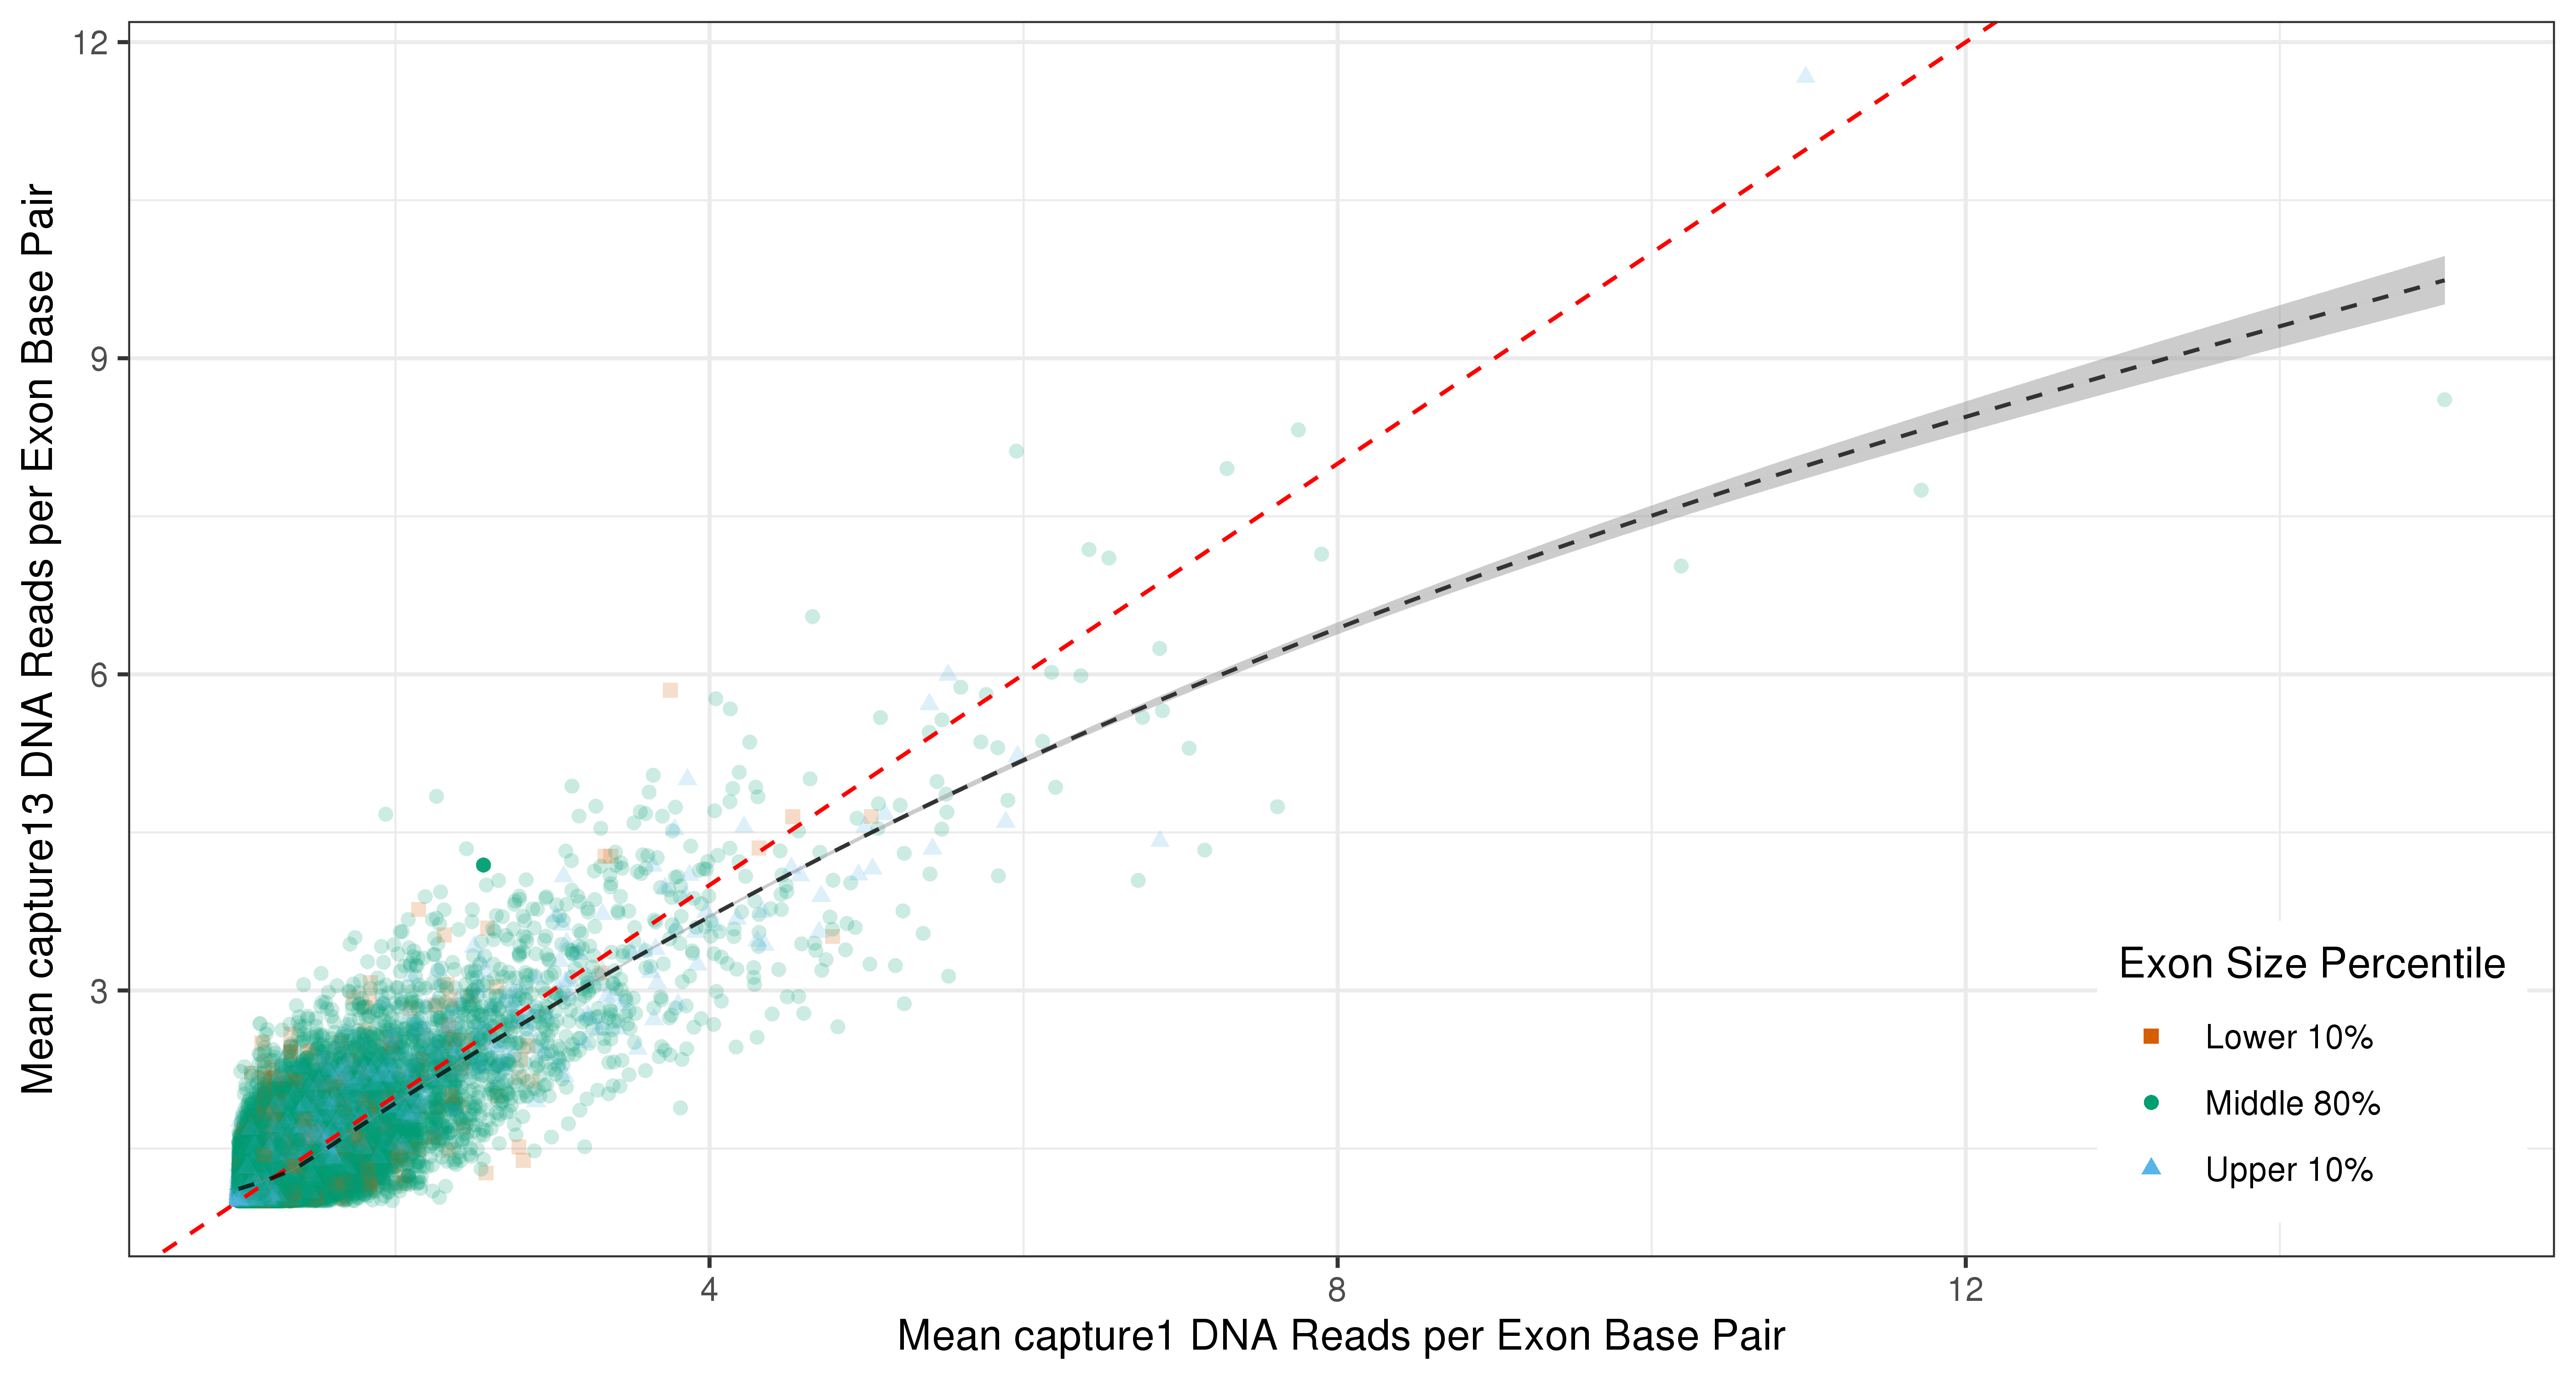 12
9
6
3
4
8
12
Mean capture13 DNA Reads per Exon Base Pair
Mean capture1 DNA Reads per Exon Base Pair
Exon Size Percentile
Lower 10%
Middle 80%
Upper 10%